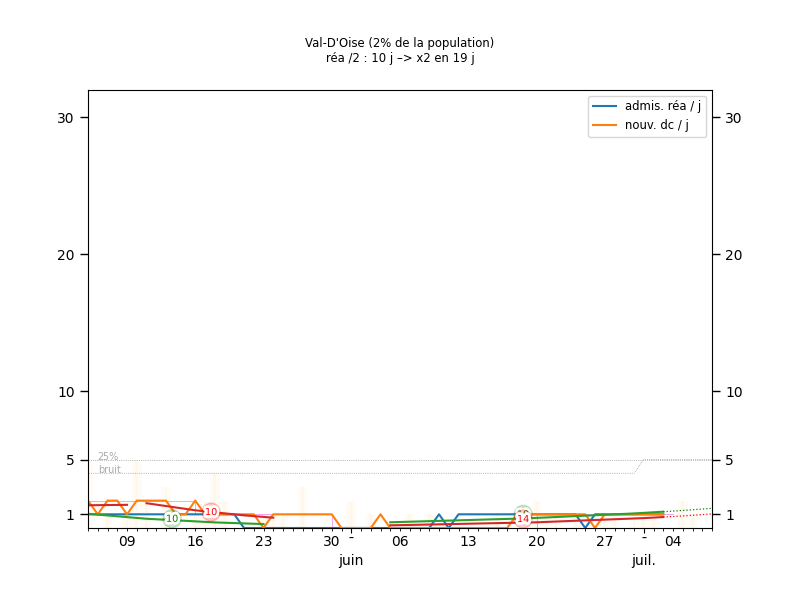 Val-D'Oise (2% de la population)
réa /2 : 10 j –> x2 en 19 j
admis. réa / j
nouv. dc / j
30 30
20 20
10 10
5 5
1 1
25%
bruit
10
10
14
09 16 23 30 - 06 13 20 27 - 04
juin juil.